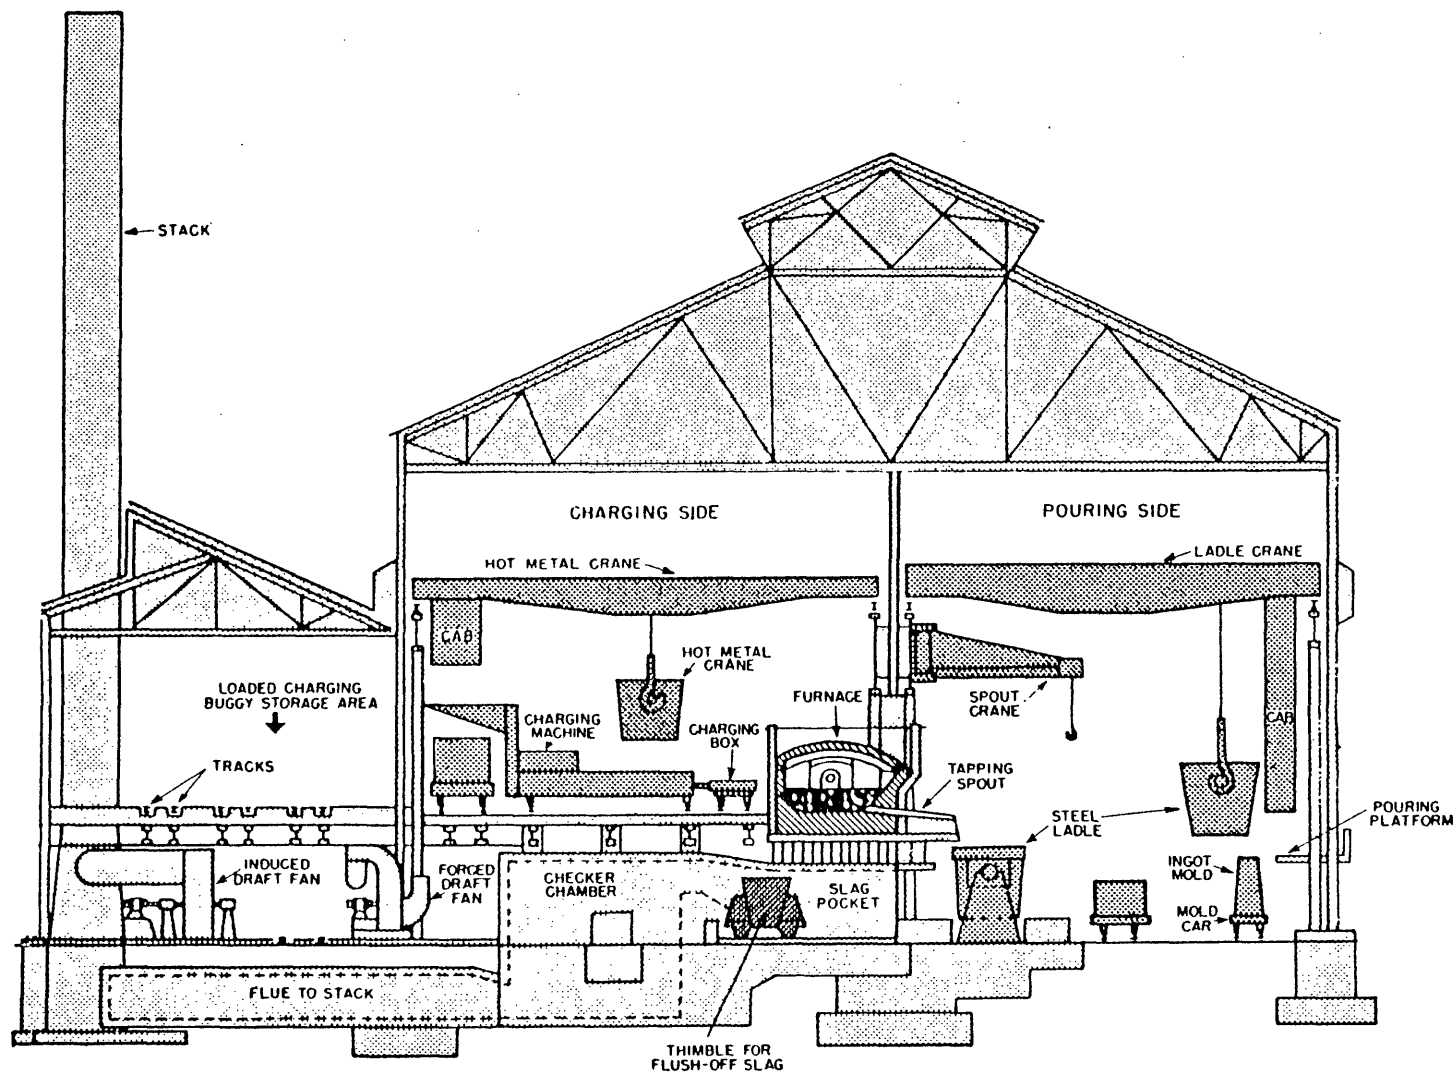 STACK
CHARGING SIDE
POURING SIDE
HOT METAL CRANE
LADLE CRANE
CAB
HOT METAL
CRANE
LOADED CHARGING
BUGGY STORAGE AREA
FURNACE
SPOUT
CRANE
CAB
CHARGING
MACHINE
CHARGING
BOX
TRACKS
TAPPING
SPOUT
STEEL
LADLE
POURING
PLATFORM
INDUCED
DRAFT FAN
FORCED
DRAFT
FAN
CHECKER
CHAMBER
SLAG
POCKET
INGOT
MOLD
MOLD
CAR
FLUE TO STACK
THIMBLE FOR
FLUSH-OFF SLAG